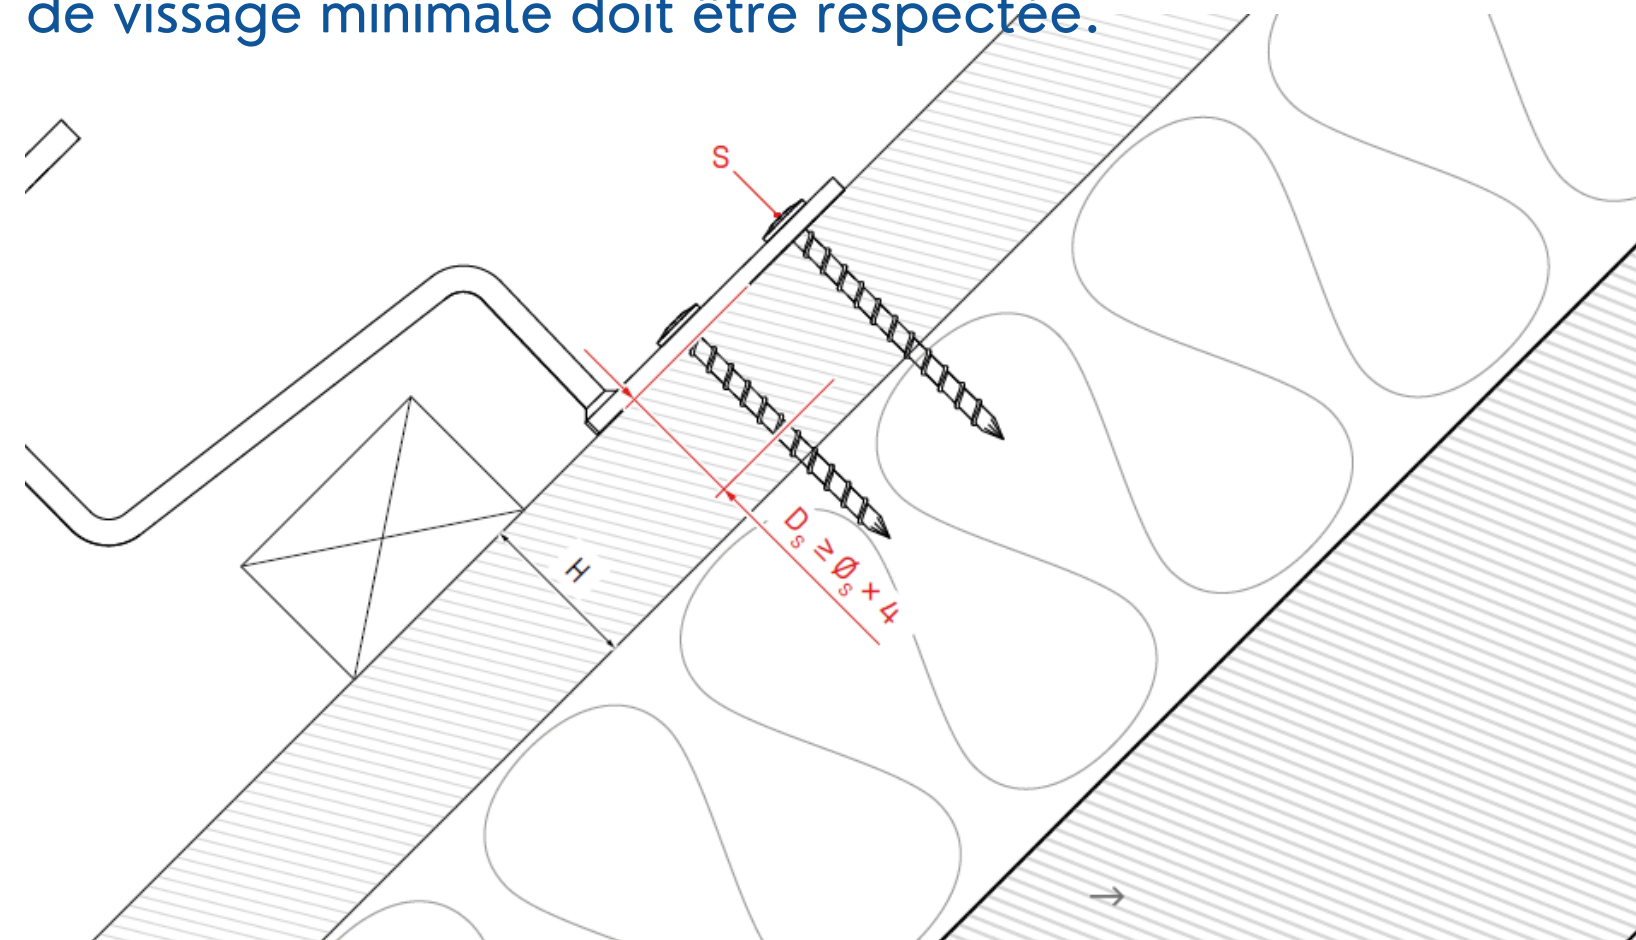 de vissage minimale doit être respectée.
S
H
Ds ≥ Øs × 4